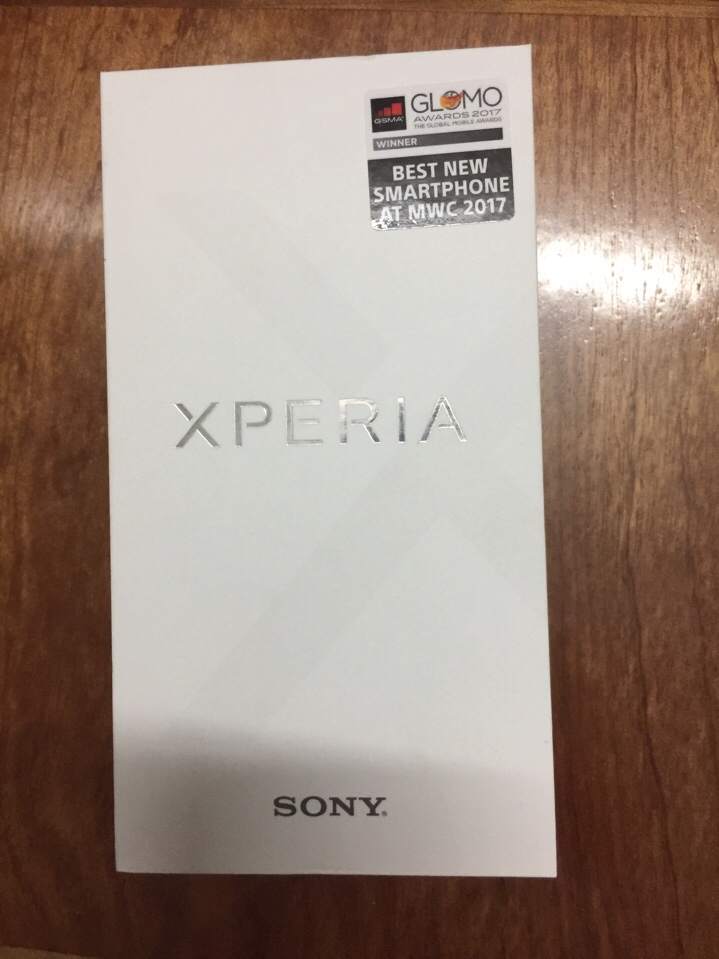 GSMA
GLOMO
AWARDS 2017
THE GLOBAL MOBILE AWARDS
WINNER
BEST NEW
SMARTPHONE
AT MWC 2017
XPERIA
SONY